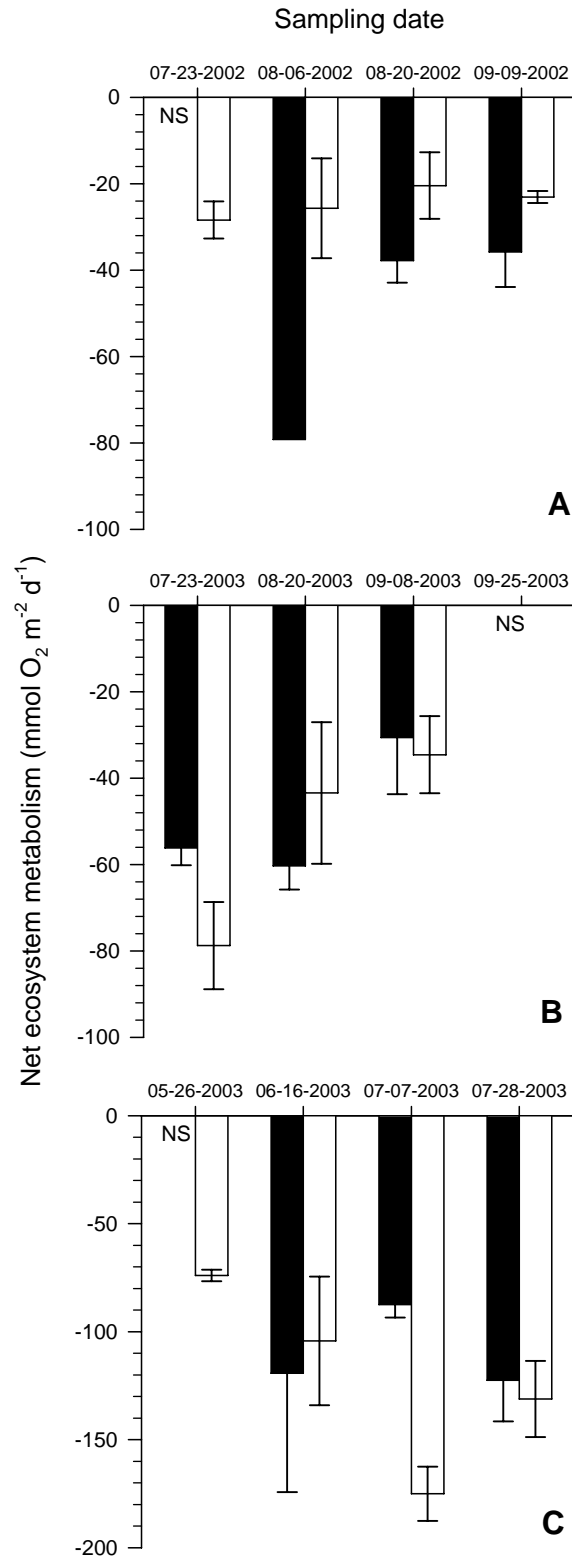 Sampling date
Net ecosystem metabolism (mmol O₂ m⁻² d⁻¹)
07-23-2002 08-06-2002 08-20-2002 09-09-2002
0
NS
-20
-40
-60
-80
-100
A
07-23-2003 08-20-2003 09-08-2003 09-25-2003
0
NS
-20
-40
-60
-80
-100
B
05-26-2003 06-16-2003 07-07-2003 07-28-2003
0
NS
-50
-100
-150
-200
C